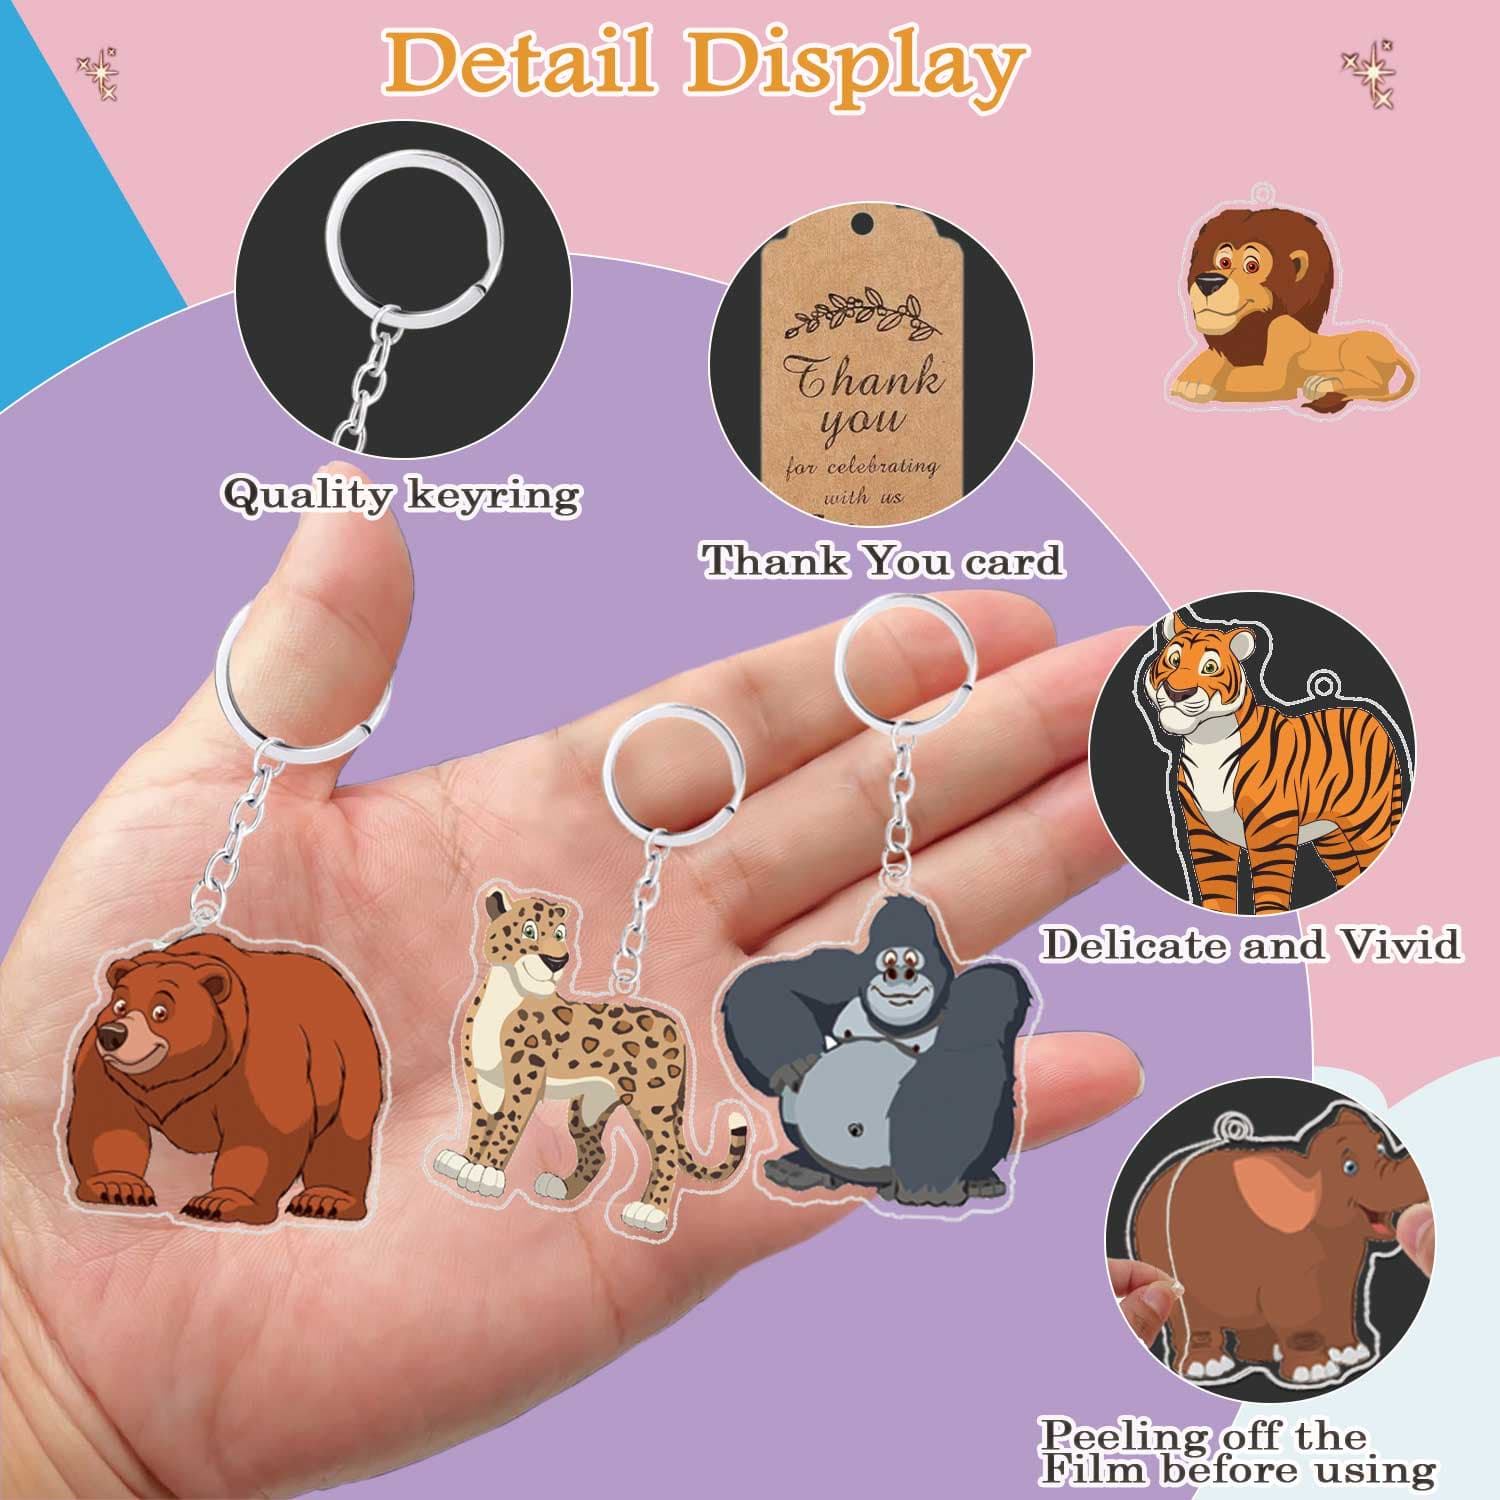 Detail Display
Quality keyring
Thank
you
for celebrating
with us
Thank You card
Delicate and Vivid
Peeling off the
Film before using